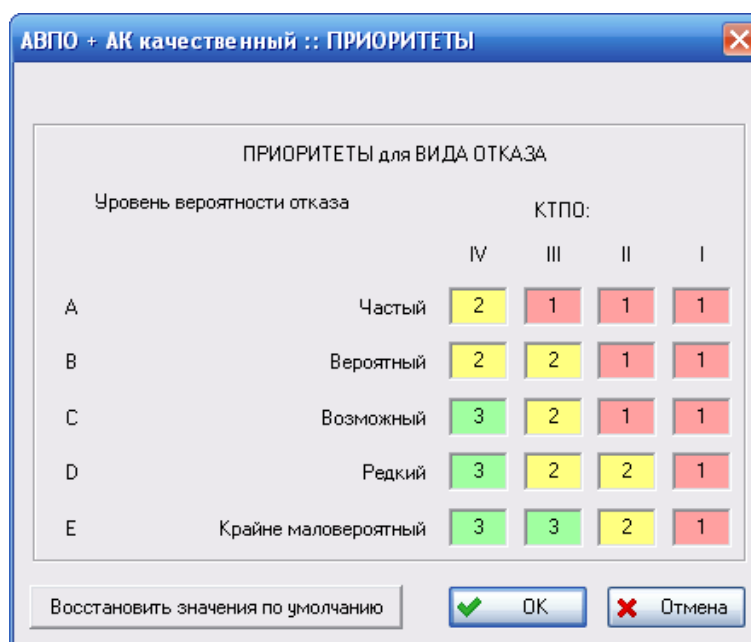 АВПО + АК качественный :: ПРИОРИТЕТЫ
ПРИОРИТЕТЫ для ВИДА ОТКАЗА
Уровень вероятности отказа КТПО:
IV III II I
A Частый 2 1 1 1
B Вероятный 2 2 1 1
C Возможный 3 2 1 1
D Редкий 3 2 2 1
E Крайне маловероятный 3 3 2 1
Восстановить значения по умолчанию OK Отмена